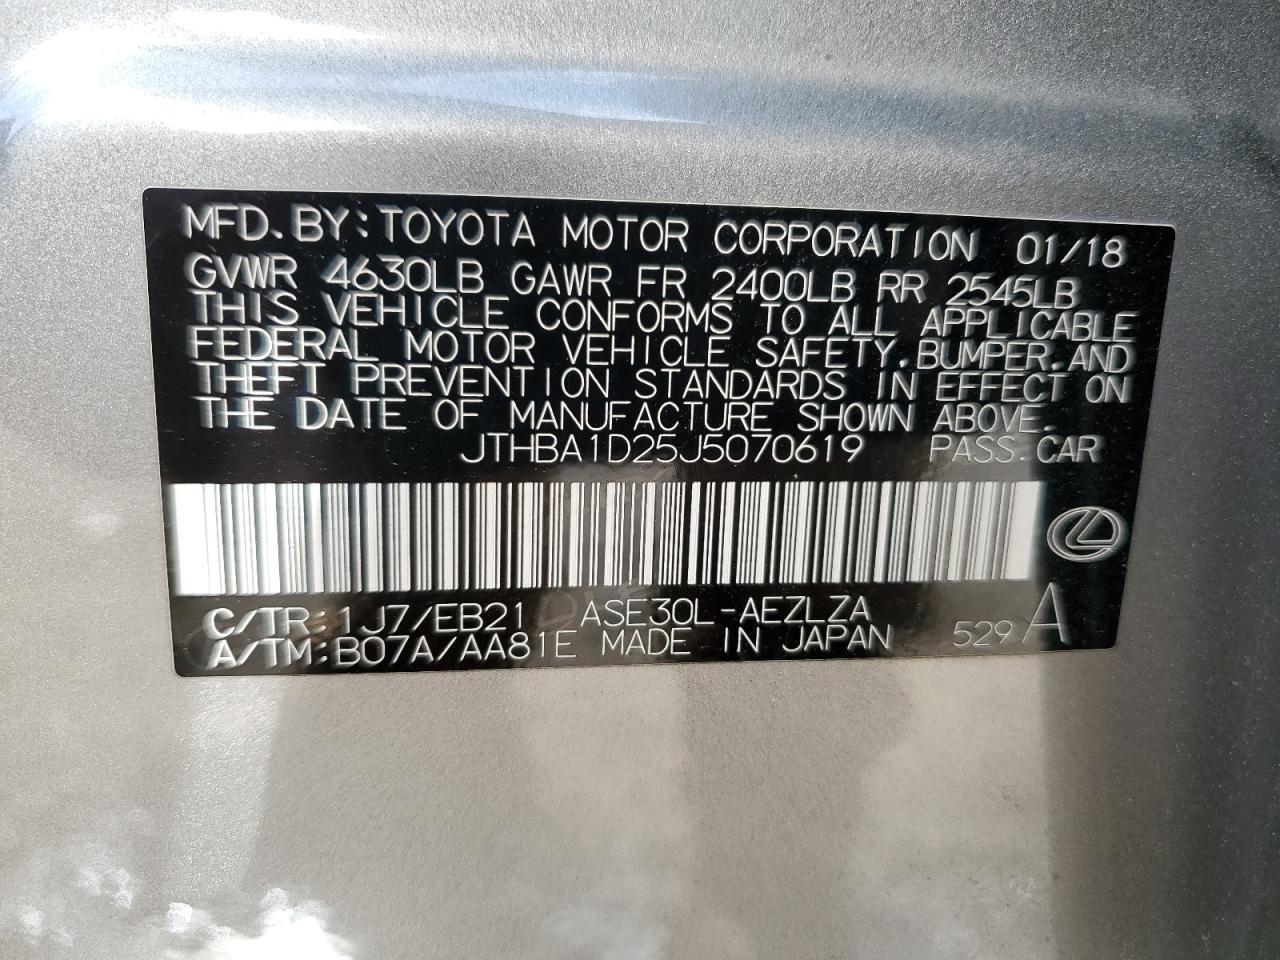 MFD.BY:TOYOTA MOTOR CORPORATION 01/18
GVWR 4630LB GAWR FR 2400LB RR 2545LB
THIS VEHICLE CONFORMS TO ALL APPLICABLE
FEDERAL MOTOR VEHICLE SAFETY.BUMPER.AND
THEFT PREVENTION STANDARDS IN EFFECT ON
THE DATE OF MANUFACTURE SHOWN ABOVE.
JTHBA1D25J5070619 PASS.CAR
C/TR:1J7/EB21 ASE30L-AEZLZA
A/TM:B07A/AA81E MADE IN JAPAN 529 A